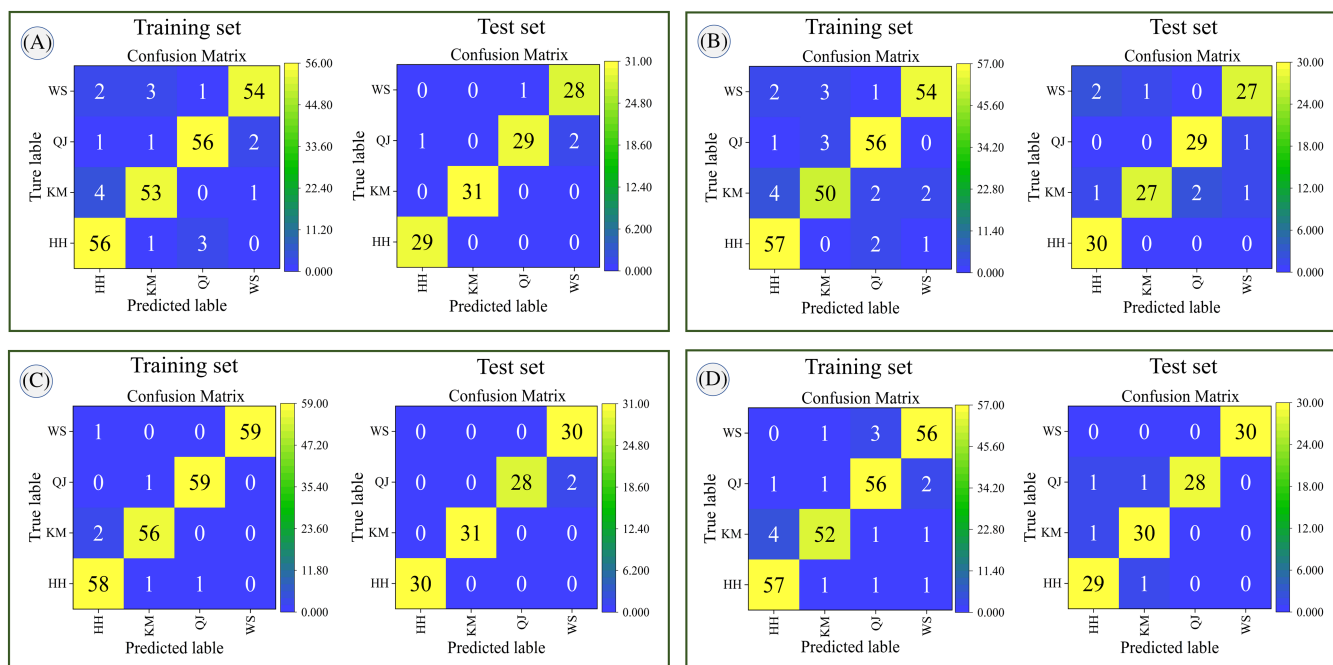 (A)
Training set
Test set
Confusion Matrix
Confusion Matrix
Ture lable
WS 2 3 1 54
QJ 1 1 56 2
KM 4 53 0 1
HH 56 1 3 0
HH KM QJ WS
Predicted lable
56.00
44.80
33.60
22.40
11.20
0.000
True lable
WS 0 0 1 28
QJ 1 0 29 2
KM 0 31 0 0
HH 29 0 0 0
HH KM QJ WS
Predicted lable
31.00
24.80
18.60
12.40
6.200
0.000
(B)
Training set
Test set
Confusion Matrix
Confusion Matrix
True lable
WS 2 3 1 54
QJ 1 3 56 0
KM 4 50 2 2
HH 57 0 2 1
HH KM QJ WS
Predicted lable
57.00
45.60
34.20
22.80
11.40
0.000
True lable
WS 2 1 0 27
QJ 0 0 29 1
KM 1 27 2 1
HH 30 0 0 0
HH KM QJ WS
Predicted lable
30.00
24.00
18.00
12.00
6.000
0.000
(C)
Training set
Test set
Confusion Matrix
Confusion Matrix
True lable
WS 1 0 0 59
QJ 0 1 59 0
KM 2 56 0 0
HH 58 1 1 0
HH KM QJ WS
Predicted lable
59.00
47.20
35.40
23.60
11.80
0.000
True lable
WS 0 0 0 30
QJ 0 0 28 2
KM 0 31 0 0
HH 30 0 0 0
HH KM QJ WS
Predicted lable
31.00
24.80
18.60
12.40
6.200
0.000
(D)
Training set
Test set
Confusion Matrix
Confusion Matrix
True lable
WS 0 1 3 56
QJ 1 1 56 2
KM 4 52 1 1
HH 57 1 1 1
HH KM QJ WS
Predicted lable
57.00
45.60
34.20
22.80
11.40
0.000
True lable
WS 0 0 0 30
QJ 1 1 28 0
KM 1 30 0 0
HH 29 1 0 0
HH KM QJ WS
Predicted lable
30.00
24.00
18.00
12.00
6.000
0.000